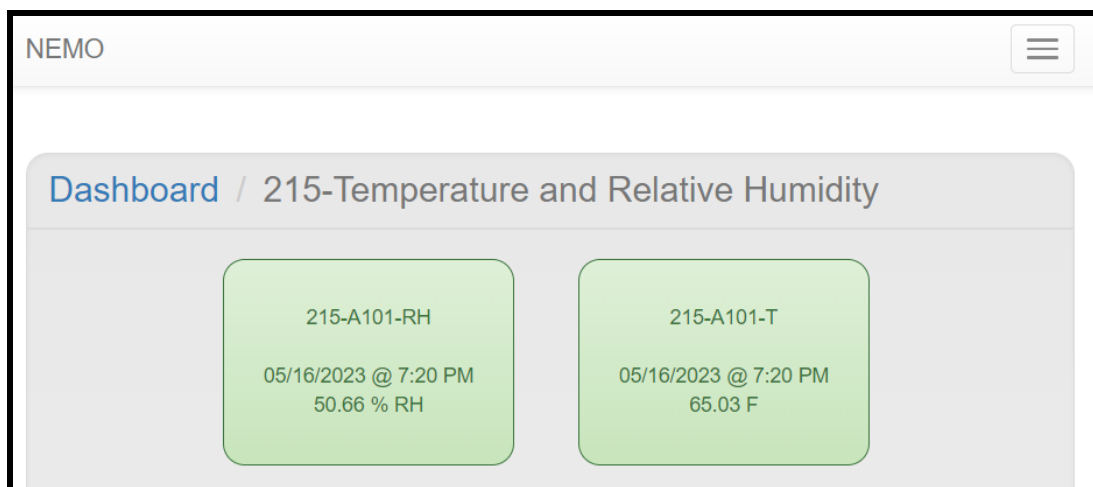 NEMO
Dashboard / 215-Temperature and Relative Humidity
215-A101-RH
05/16/2023 @ 7:20 PM
50.66 % RH
215-A101-T
05/16/2023 @ 7:20 PM
65.03 F